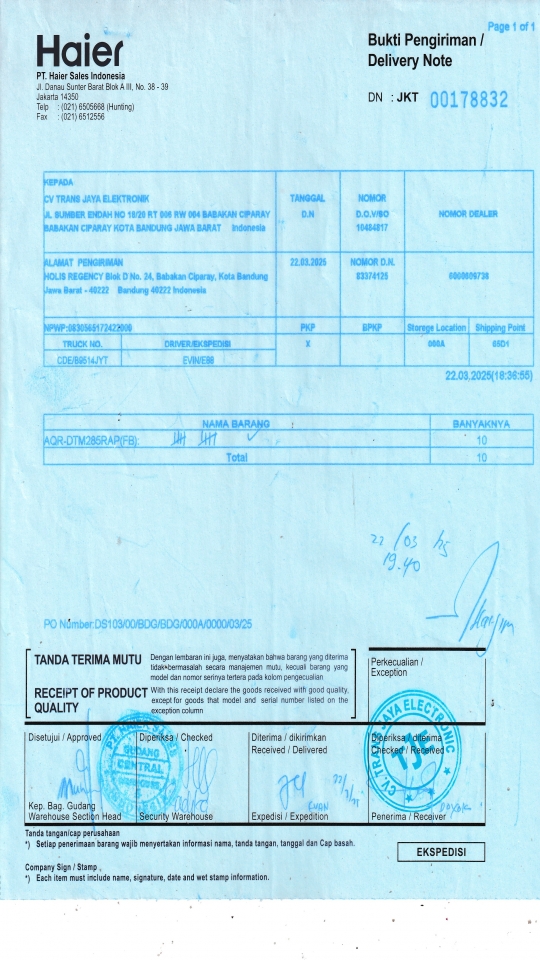 Page 1 of 1
Haier
PT. Haier Sales Indonesia
Jl. Danau Sunter Barat Blok A III, No. 38 - 39
Jakarta 14350
Telp : (021) 6505668 (Hunting)
Fax : (021) 6512556
Bukti Pengiriman /
Delivery Note
DN : JKT 00178832
KEPADA
CV TRANS JAYA ELEKTRONIK
JL SUMBER ENDAH NO 18/20 RT 006 RW 004 BABAKAN CIPARAY
BABAKAN CIPARAY KOTA BANDUNG JAWA BARAT Indonesia
TANGGAL
D.N
NOMOR
D.O.V/SO
10484817
NOMOR DEALER
ALAMAT PENGIRIMAN
HOLIS REGENCY Blok D No. 24, Babakan Ciparay, Kota Bandung
Jawa Barat - 40222 Bandung 40222 Indonesia
22.03.2025
NOMOR D.N.
83374125
6000009738
NPWP:0830565172422000
PKP
BPKP
Storage Location
Shipping Point
TRUCK NO.
DRIVER/EKSPEDISI
X
000A
65D1
CDE/B9514JYT
EVIN/E88
22.03.2025(18:36:55)
NAMA BARANG
BANYAKNYA
AQR-DTM285RAP(FB):
10
Total
10
22/03 25
19.40
PO Number:DS103/00/BDG/BDG/000A/0000/03/25
TANDA TERIMA MUTU
Dengan lembaran ini juga, menyatakan bahwa barang yang diterima
tidak bermasalah secara manajemen mutu, kecuali barang yang
model dan nomor serinya tertera pada kolom pengecualian
RECEIPT OF PRODUCT
QUALITY
With this receipt declare the goods received with good quality,
except for goods that model and serial number listed on the
exception column
Perkecualian /
Exception
Disetujui / Approved
Diperiksa / Checked
Diterima / dikirimkan
Received / Delivered
Diperiksa / diterima
Checked / Received
GUDANG
CENTRAL
CV. TRANS JAYA ELECTRONIC
TJE
Kep. Bag. Gudang
Warehouse Section Head
Security Warehouse
Expedisi / Expedition
Penerima / Receiver
Tanda tangan/cap perusahaan
*) Setiap penerimaan barang wajib menyertakan informasi nama, tanda tangan, tanggal dan Cap basah.
EKSPEDISI
Company Sign / Stamp
*) Each item must include name, signature, date and wet stamp information.